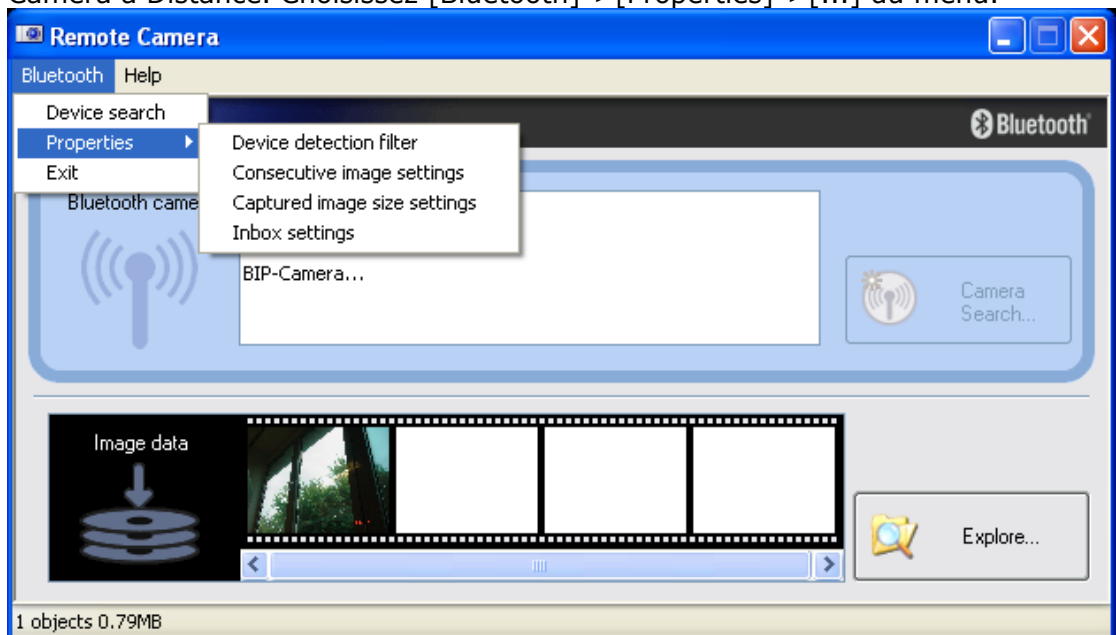 Caméra à Distance. Choisissez [Bluetooth]->[Properties]->[...] du menu.
Remote Camera
Bluetooth Help
Device search
Properties
Exit
Device detection filter
Consecutive image settings
Captured image size settings
Inbox settings
Bluetooth
Bluetooth came
BIP-Camera...
Camera
Search...
Image data
Explore...
1 objects 0.79MB